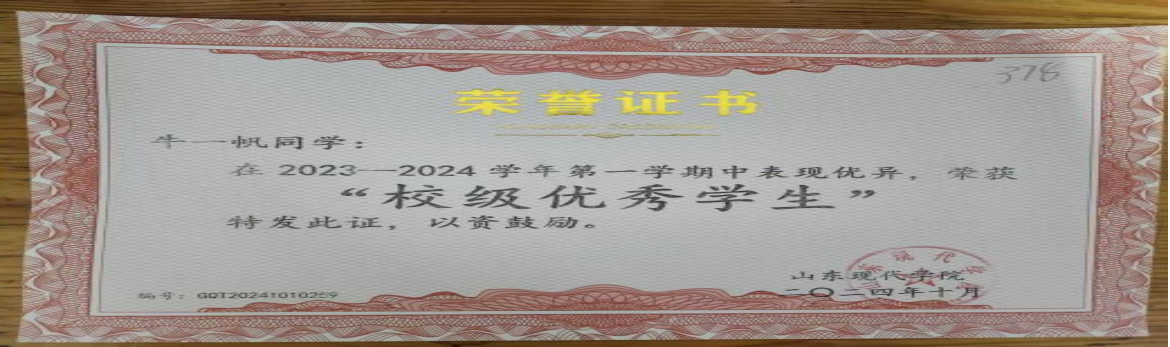 378
荣誉证书
牛一帆同学：
在 2023—2024 学年第一学期中表现优异，荣获
“校级优秀学生”
特发此证，以资鼓励。
山东现代学院
编号：GQT20241010259
二〇二四年十月